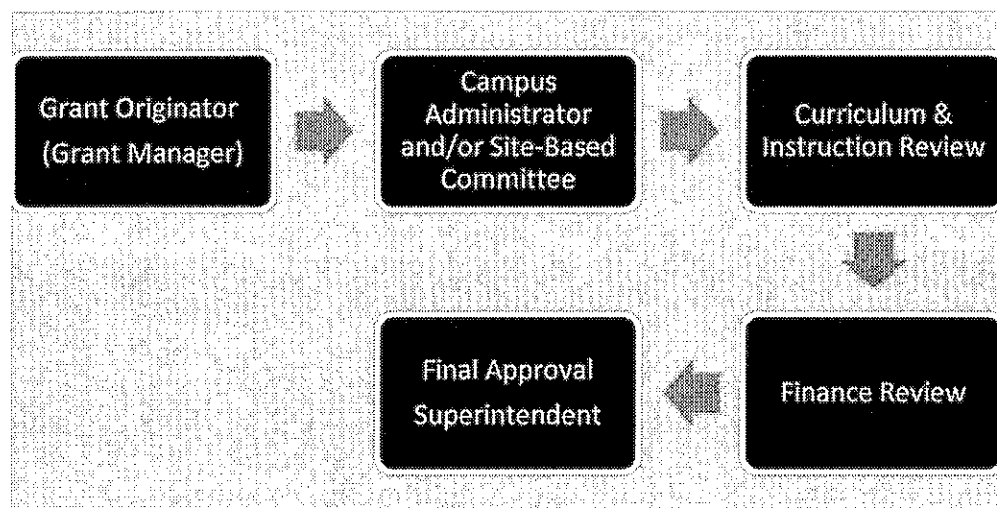 Grant Originator
(Grant Manager)
Campus
Administrator
and/or Site-Based
Committee
Curriculum &
Instruction Review
Finance Review
Final Approval
Superintendent